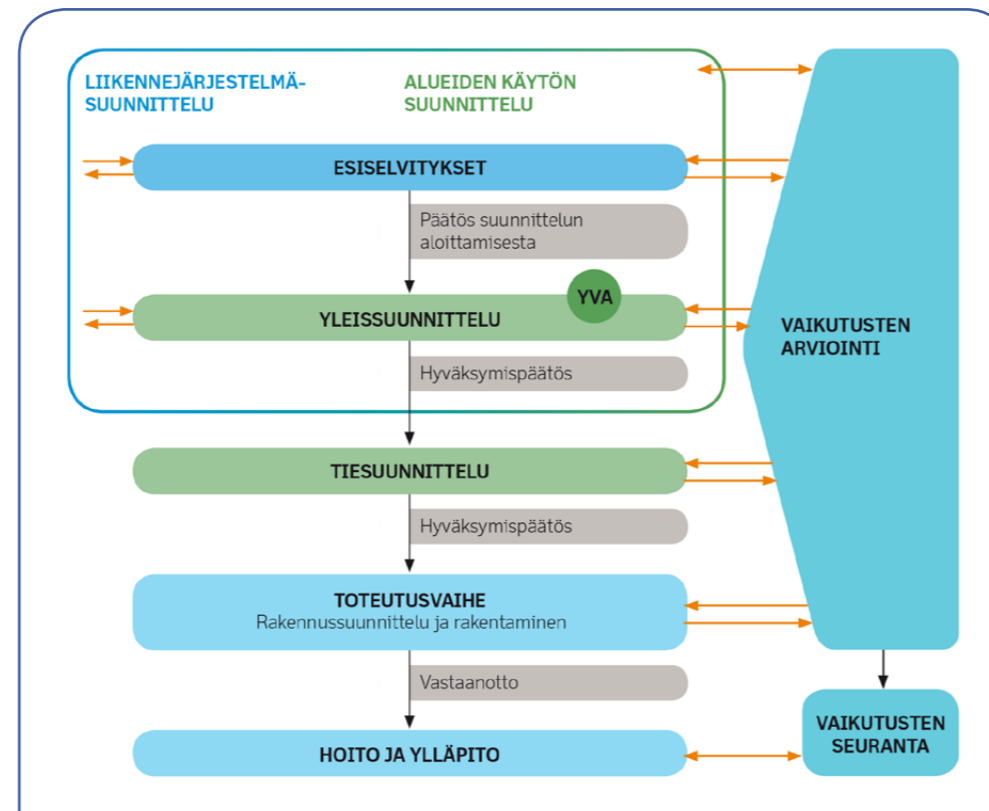 LIIKENNEJÄRJESTELMÄ-
SUUNNITTELU
ALUEIDEN KÄYTÖN
SUUNNITTELU
ESISELVITYKSET
Päätös suunnittelun
aloittamisesta
YVA
YLEISSUUNNITTELU
Hyväksymispäätös
VAIKUTUSTEN
ARVIOINTI
TIESUUNNITTELU
Hyväksymispäätös
TOTEUTUSVAIHE
Rakennussuunnittelu ja rakentaminen
Vastaanotto
HOITO JA YLLÄPITO
VAIKUTUSTEN
SEURANTA